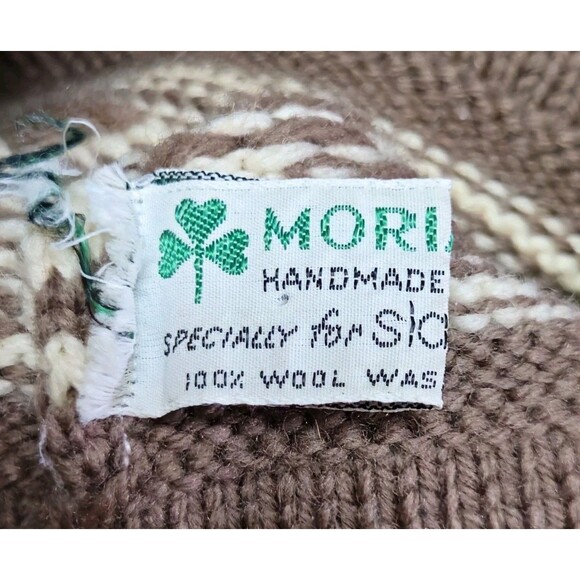 MORI
HANDMADE
SPECIALLY for SIO
100% WOOL WAS